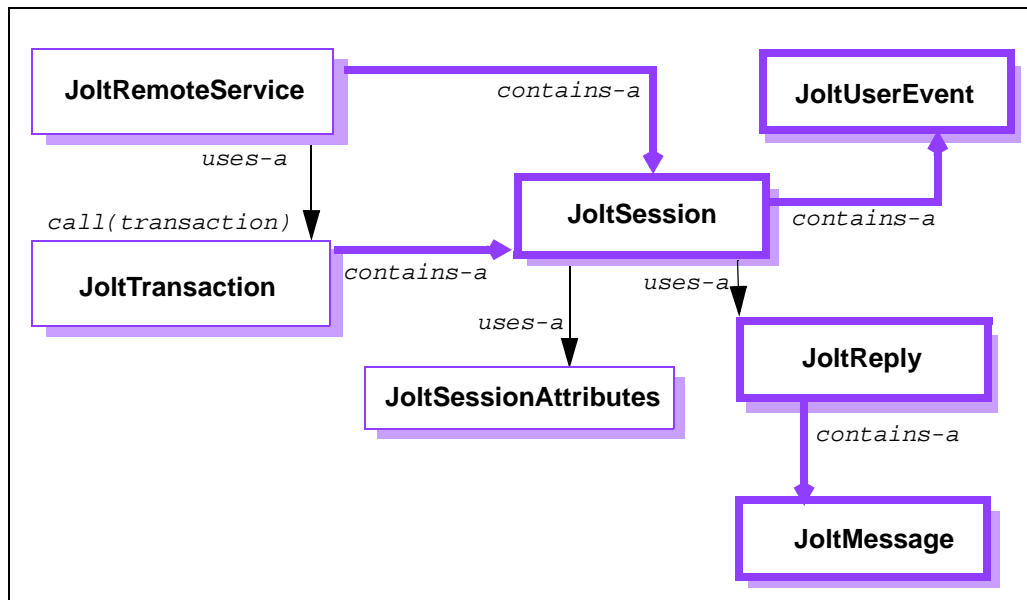 JoltRemoteService
contains-a
JoltUserEvent
uses-a
call(transaction)
JoltSession
contains-a
JoltTransaction
contains-a
uses-a
uses-a
JoltSessionAttributes
JoltReply
contains-a
JoltMessage